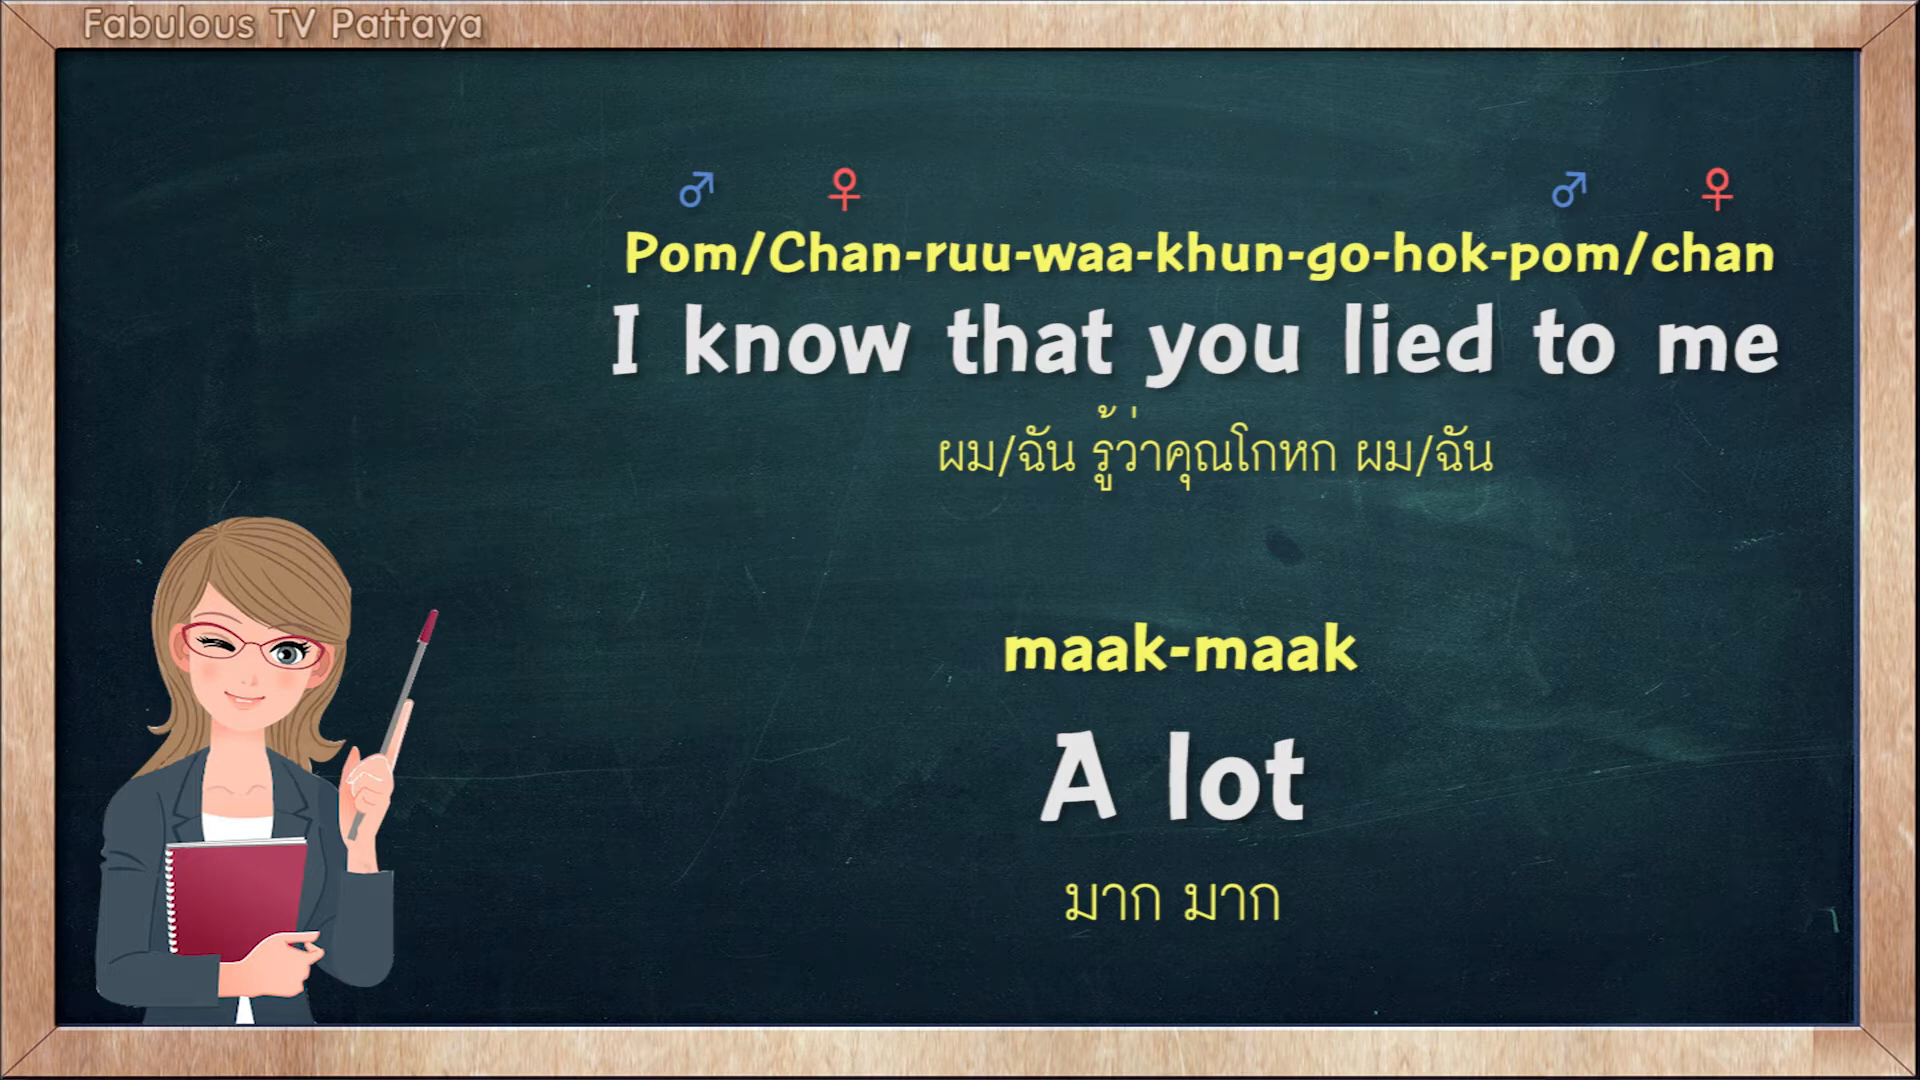 Fabulous TV Pattaya
♂ ♀ ♂ ♀
Pom/Chan-ruu-waa-khun-go-hok-pom/chan
I know that you lied to me
ผม/ฉัน รู้ว่าคุณโกหก ผม/ฉัน
maak-maak
A lot
มาก มาก